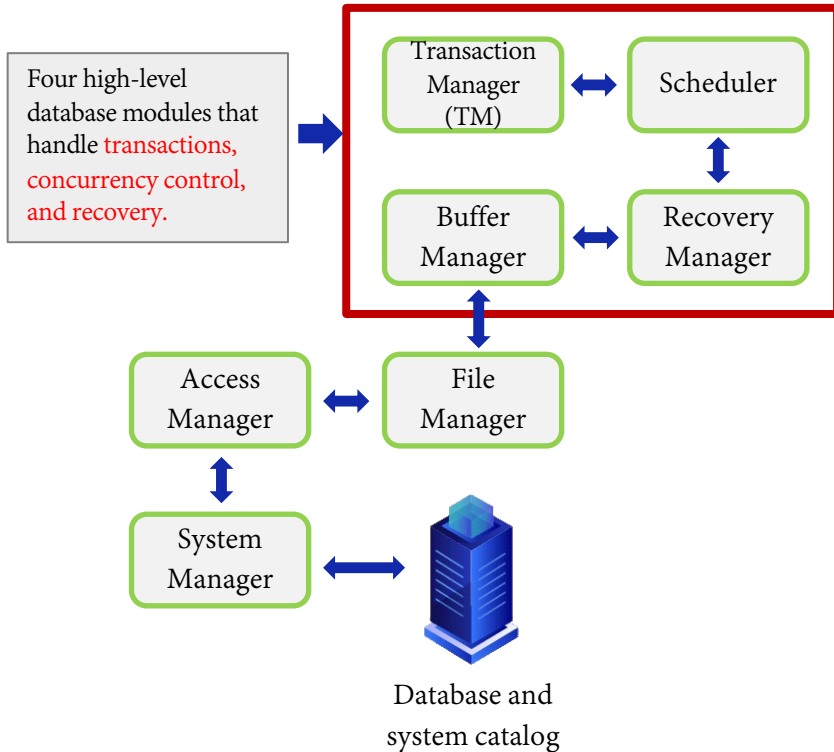 Four high-level
database modules that
handle transactions,
concurrency control,
and recovery.
Transaction
Manager
(TM)
Scheduler
Buffer
Manager
Recovery
Manager
Access
Manager
File
Manager
System
Manager
Database and
system catalog